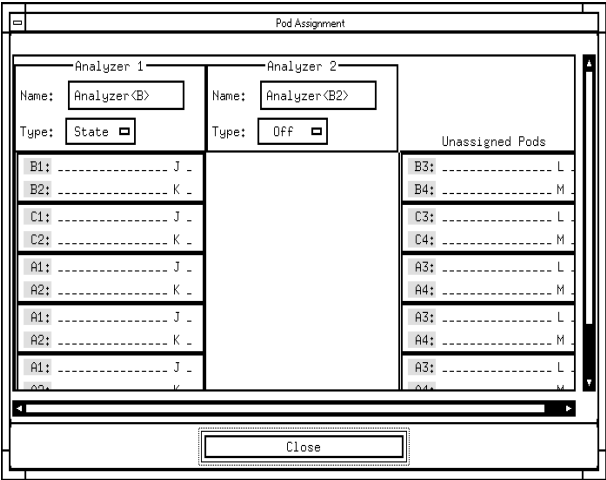 Pod Assignment
Analyzer 1 Analyzer 2
Name: Analyzer<B> Name: Analyzer<B2>
Type: State Type: Off
Unassigned Pods
B1: _ _ _ _ _ _ _ _ _ _ _ _ _ _ _ _ J _ B3: _ _ _ _ _ _ _ _ _ _ _ _ _ _ _ _ L _
B2: _ _ _ _ _ _ _ _ _ _ _ _ _ _ _ _ K _ B4: _ _ _ _ _ _ _ _ _ _ _ _ _ _ _ _ M _
C1: _ _ _ _ _ _ _ _ _ _ _ _ _ _ _ _ J _ C3: _ _ _ _ _ _ _ _ _ _ _ _ _ _ _ _ L _
C2: _ _ _ _ _ _ _ _ _ _ _ _ _ _ _ _ K _ C4: _ _ _ _ _ _ _ _ _ _ _ _ _ _ _ _ M _
A1: _ _ _ _ _ _ _ _ _ _ _ _ _ _ _ _ J _ A3: _ _ _ _ _ _ _ _ _ _ _ _ _ _ _ _ L _
A2: _ _ _ _ _ _ _ _ _ _ _ _ _ _ _ _ K _ A4: _ _ _ _ _ _ _ _ _ _ _ _ _ _ _ _ M _
A1: _ _ _ _ _ _ _ _ _ _ _ _ _ _ _ _ J _ A3: _ _ _ _ _ _ _ _ _ _ _ _ _ _ _ _ L _
A2: _ _ _ _ _ _ _ _ _ _ _ _ _ _ _ _ K _ A4: _ _ _ _ _ _ _ _ _ _ _ _ _ _ _ _ M _
A1: _ _ _ _ _ _ _ _ _ _ _ _ _ _ _ _ J _ A3: _ _ _ _ _ _ _ _ _ _ _ _ _ _ _ _ L _
Close